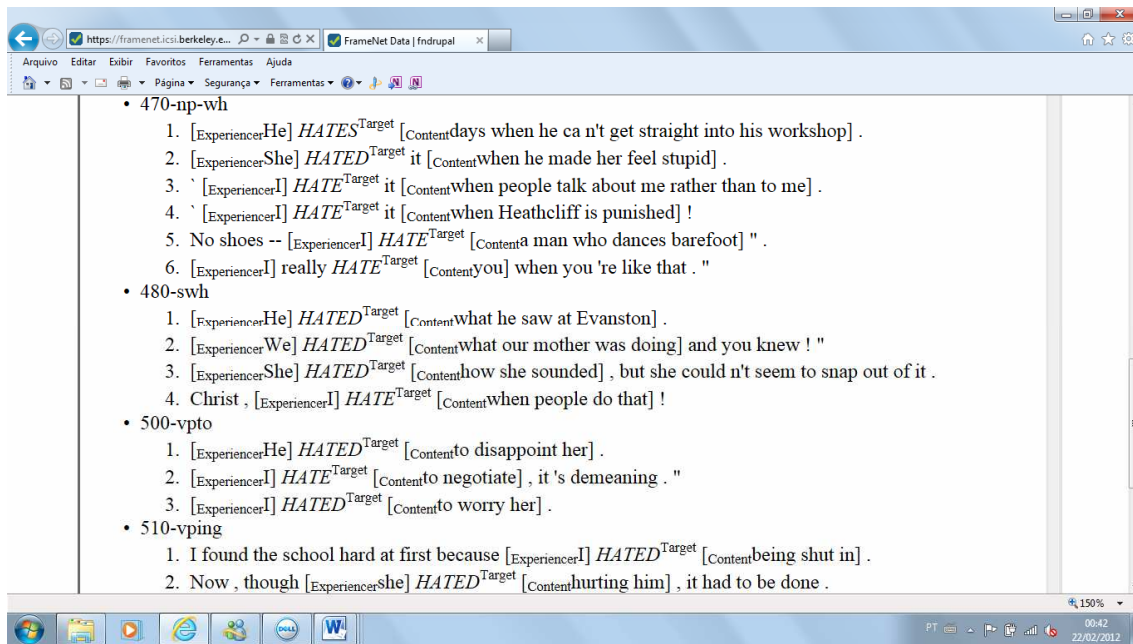 https://framenet.icsi.berkeley.e...
FrameNet Data | fndrupal
Arquivo Editar Exibir Favoritos Ferramentas Ajuda
Página Segurança Ferramentas
• 470-np-wh
1. [ExperiencerHe] HATESTarget [Contentdays when he ca n't get straight into his workshop] .
2. [ExperiencerShe] HATEDTarget it [Contentwhen he made her feel stupid] .
3. ` [ExperiencerI] HATETarget it [Contentwhen people talk about me rather than to me] .
4. ` [ExperiencerI] HATETarget it [Contentwhen Heathcliff is punished] !
5. No shoes -- [ExperiencerI] HATETarget [Contenta man who dances barefoot] " .
6. [ExperiencerI] really HATETarget [Contentyou] when you 're like that . "
• 480-swh
1. [ExperiencerHe] HATEDTarget [Contentwhat he saw at Evanston] .
2. [ExperiencerWe] HATEDTarget [Contentwhat our mother was doing] and you knew ! "
3. [ExperiencerShe] HATEDTarget [Contenthow she sounded] , but she could n't seem to snap out of it .
4. Christ , [ExperiencerI] HATETarget [Contentwhen people do that] !
• 500-vpto
1. [ExperiencerHe] HATEDTarget [Contentto disappoint her] .
2. [ExperiencerI] HATETarget [Contentto negotiate] , it 's demeaning . "
3. [ExperiencerI] HATEDTarget [Contentto worry her] .
• 510-vping
1. I found the school hard at first because [ExperiencerI] HATEDTarget [Contentbeing shut in] .
2. Now , though [Experiencershe] HATEDTarget [Contenthurting him] , it had to be done .
150%
PT
00:42
22/02/2012